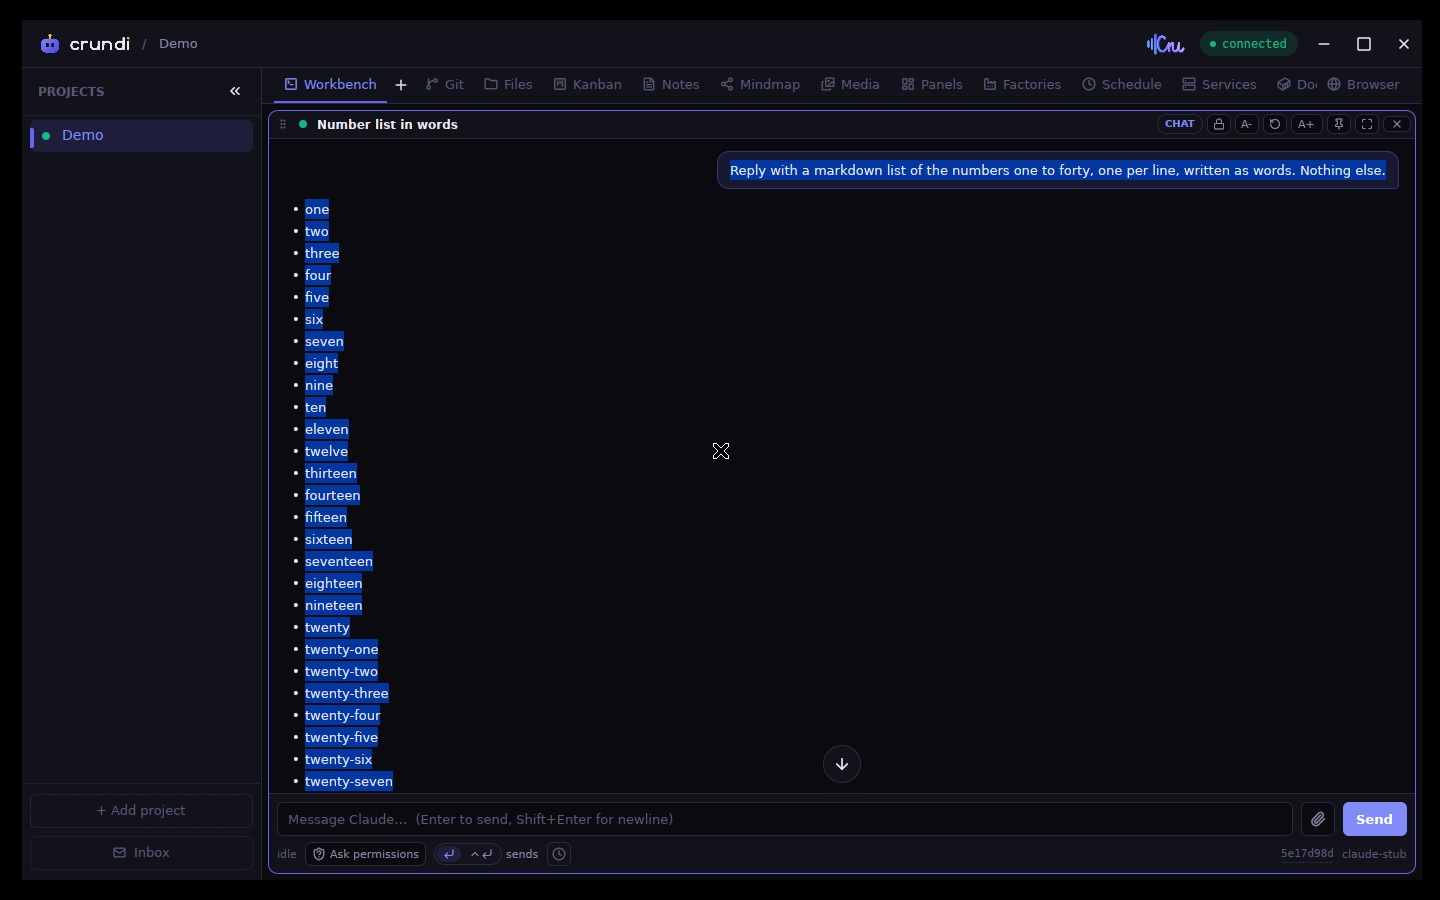 crundi / Demo
Cru
connected
PROJECTS
Workbench
Git
Files
Kanban
Notes
Mindmap
Media
Panels
Factories
Schedule
Services
Doc
Browser
Demo
Number list in words
CHAT
A-
A+
Reply with a markdown list of the numbers one to forty, one per line, written as words. Nothing else.
• one
• two
• three
• four
• five
• six
• seven
• eight
• nine
• ten
• eleven
• twelve
• thirteen
• fourteen
• fifteen
• sixteen
• seventeen
• eighteen
• nineteen
• twenty
• twenty-one
• twenty-two
• twenty-three
• twenty-four
• twenty-five
• twenty-six
• twenty-seven
+ Add project
Inbox
Message Claude... (Enter to send, Shift+Enter for newline)
Send
idle
Ask permissions
sends
5e17d98d
claude-stub